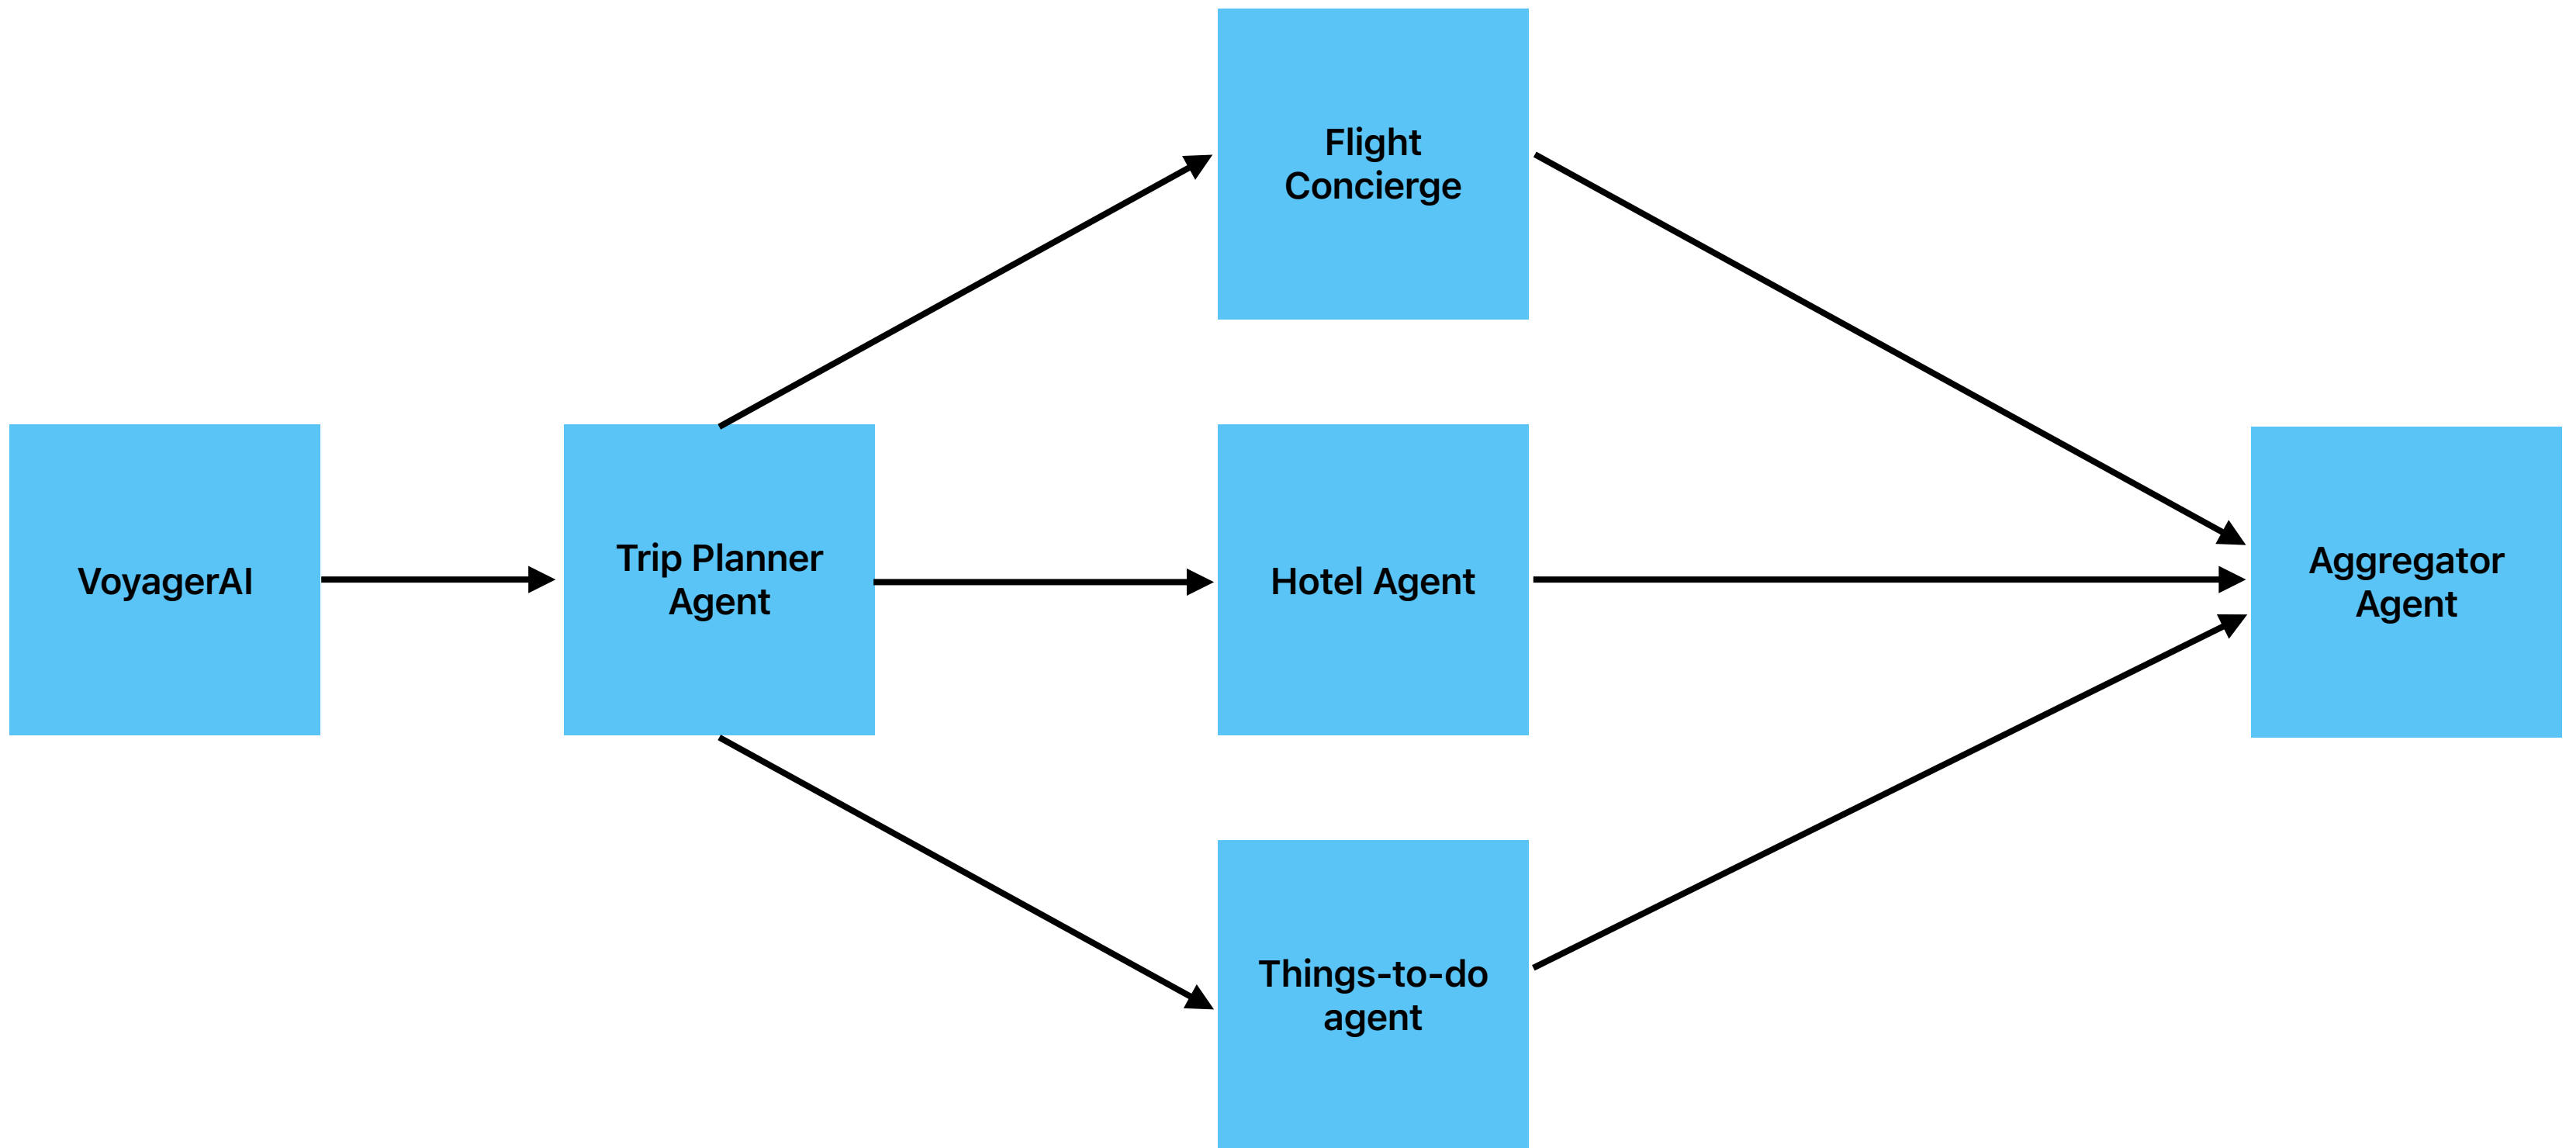 Flight
Concierge
VoyagerAI
Trip Planner
Agent
Hotel Agent
Aggregator
Agent
Things-to-do
agent